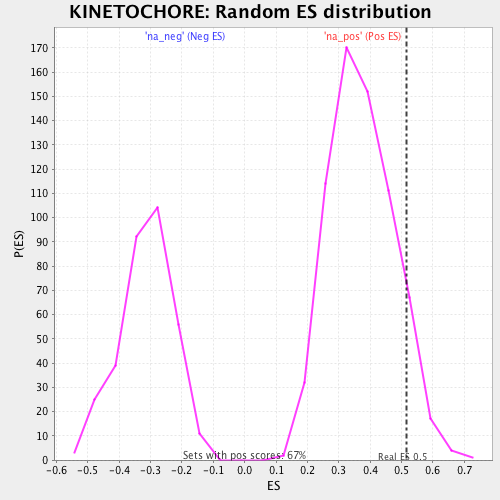 KINETOCHORE: Random ES distribution
'na_neg' (Neg ES)
'na_pos' (Pos ES)
P(ES)
170
160
150
140
130
120
110
100
90
80
70
60
50
40
30
20
10
0
Sets with pos scores: 67%
Real ES 0.5
-0.6 -0.5 -0.4 -0.3 -0.2 -0.1 0.0 0.1 0.2 0.3 0.4 0.5 0.6 0.7
ES